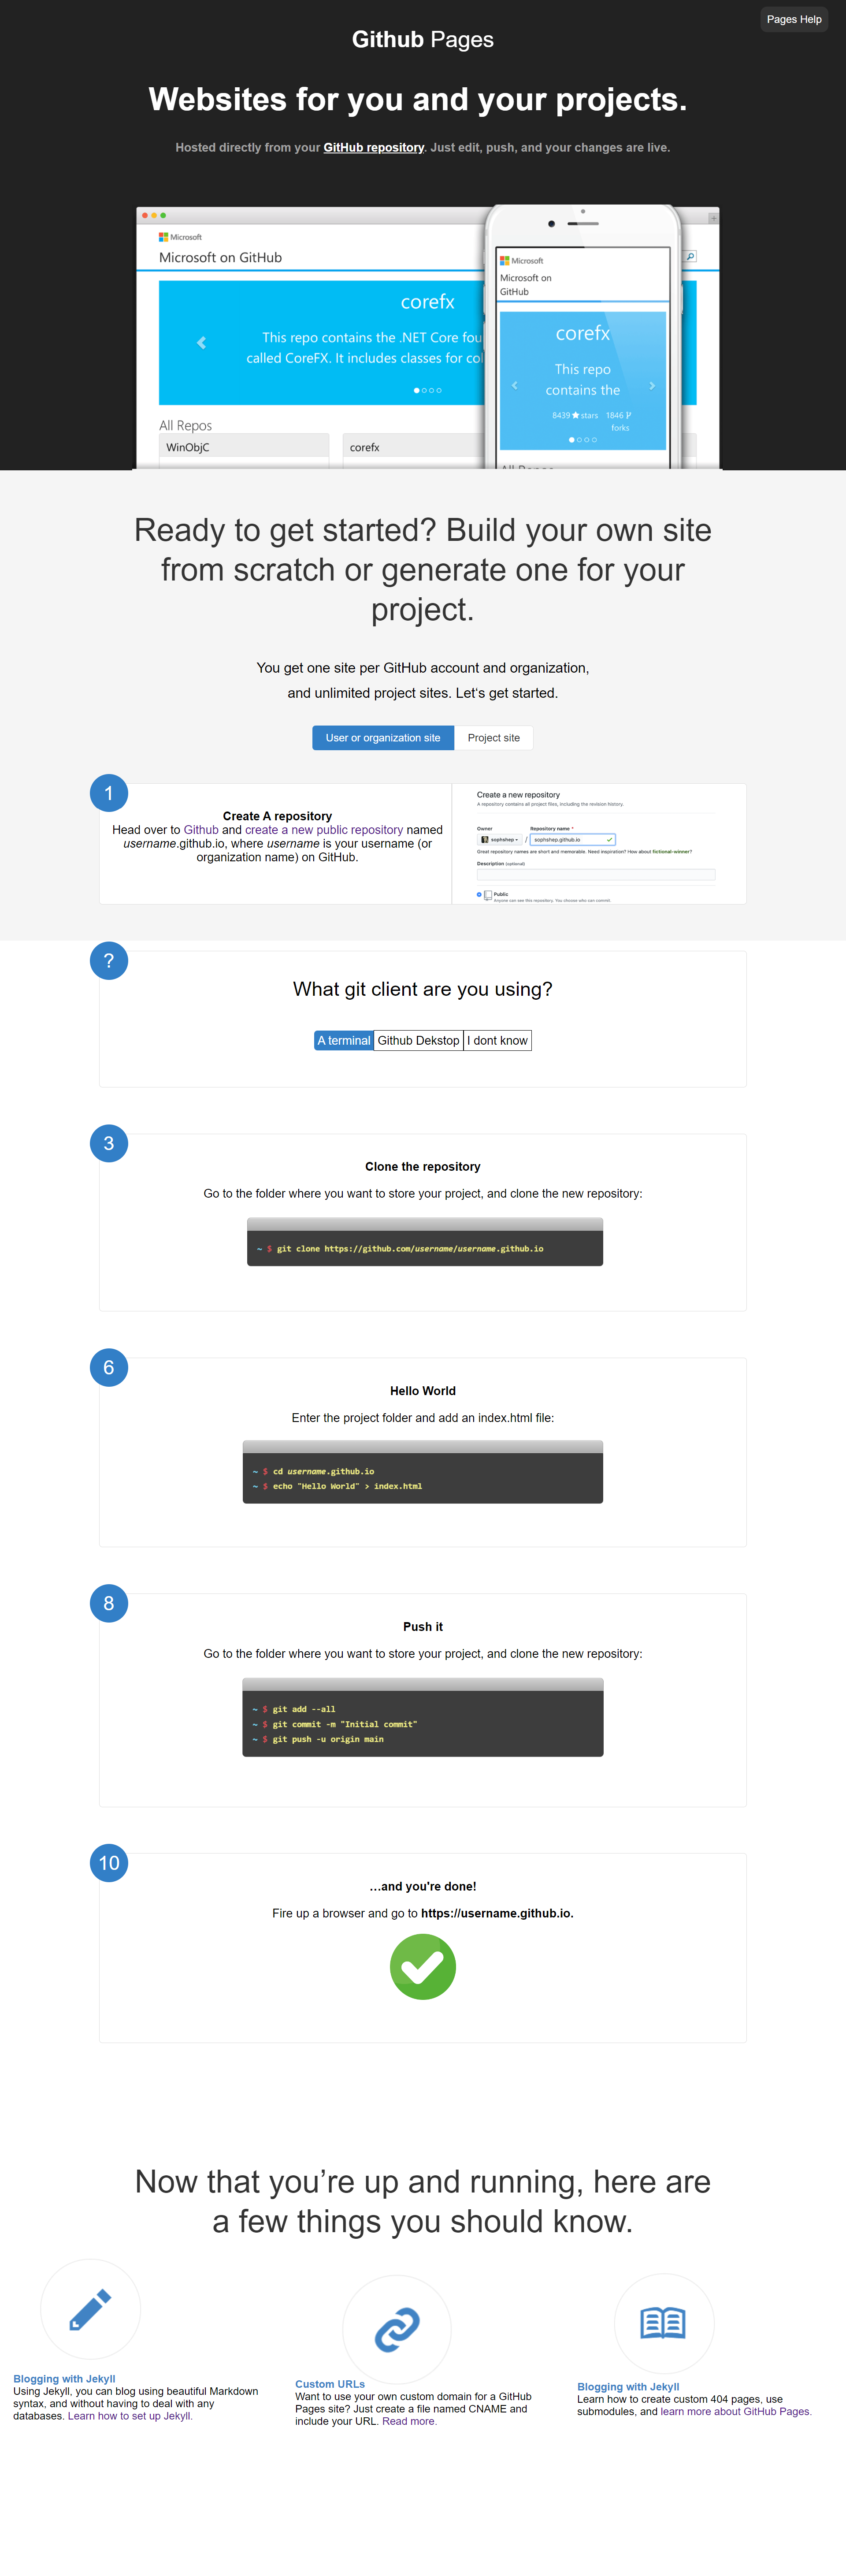 Pages Help
Github Pages
Websites for you and your projects.
Hosted directly from your GitHub repository. Just edit, push, and your changes are live.
Microsoft
Microsoft on GitHub
corefx
This repo contains the .NET Core fou
called CoreFX. It includes classes for col
All Repos
WinObjC
corefx
Microsoft
Microsoft on
GitHub
corefx
This repo
contains the
8439 stars 1846
forks
All Repos
Ready to get started? Build your own site
from scratch or generate one for your
project.
You get one site per GitHub account and organization,
and unlimited project sites. Let's get started.
User or organization site
Project site
1
Create A repository
Head over to Github and create a new public repository named
username.github.io, where username is your username (or
organization name) on GitHub.
Create a new repository
A repository contains all project files, including the revision history.
Owner
Repository name *
sophshep
/
sophshep.github.io
Great repository names are short and memorable. Need inspiration? How about fictional-winner?
Description (optional)
Public
Anyone can see this repository. You choose who can commit.
?
What git client are you using?
A terminal
Github Dekstop
I dont know
3
Clone the repository
Go to the folder where you want to store your project, and clone the new repository:
~ $ git clone https://github.com/username/username.github.io
6
Hello World
Enter the project folder and add an index.html file:
~ $ cd username.github.io
~ $ echo "Hello World" > index.html
8
Push it
Go to the folder where you want to store your project, and clone the new repository:
~ $ git add --all
~ $ git commit -m "Initial commit"
~ $ git push -u origin main
10
…and you're done!
Fire up a browser and go to https://username.github.io.
Now that you’re up and running, here are
a few things you should know.
Blogging with Jekyll
Using Jekyll, you can blog using beautiful Markdown
syntax, and without having to deal with any
databases. Learn how to set up Jekyll.
Custom URLs
Want to use your own custom domain for a GitHub
Pages site? Just create a file named CNAME and
include your URL. Read more.
Blogging with Jekyll
Learn how to create custom 404 pages, use
submodules, and learn more about GitHub Pages.